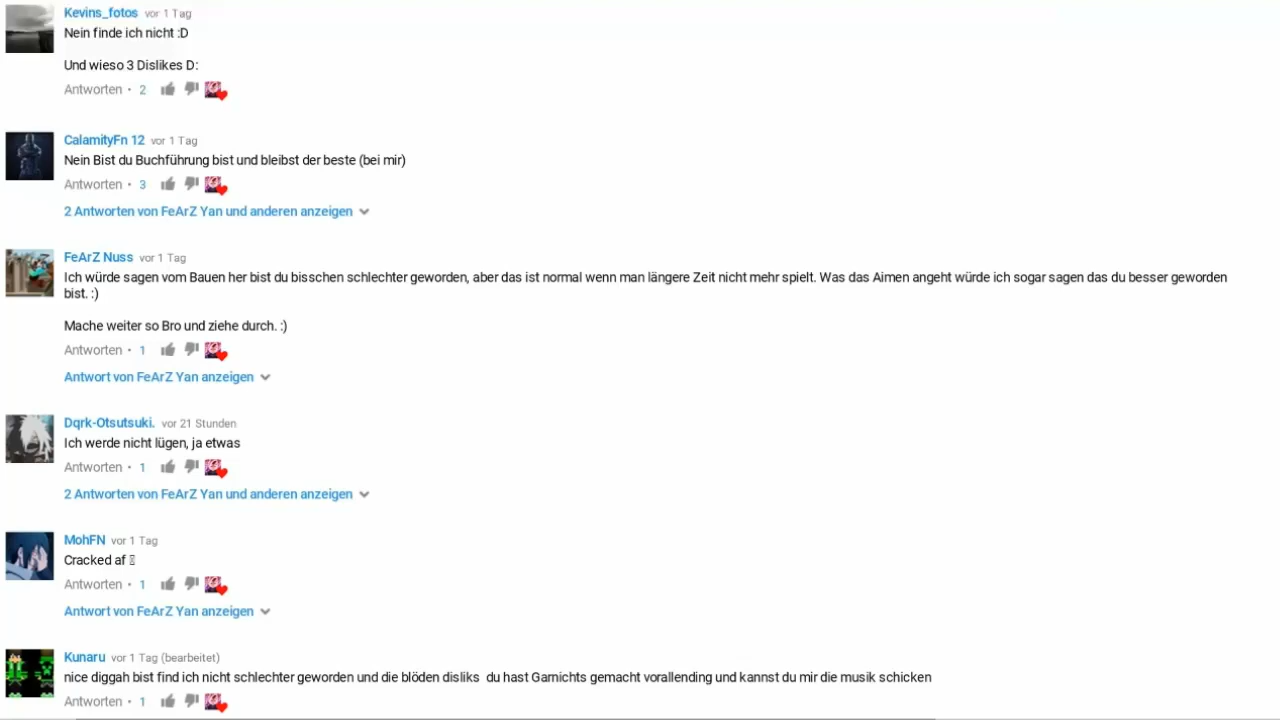 Kevins_fotos vor 1 Tag
Nein finde ich nicht :D
Und wieso 3 Dislikes D:
Antworten • 2
CalamityFn 12 vor 1 Tag
Nein Bist du Buchführung bist und bleibst der beste (bei mir)
Antworten • 3
2 Antworten von FeArZ Yan und anderen anzeigen
FeArZ Nuss vor 1 Tag
Ich würde sagen vom Bauen her bist du bisschen schlechter geworden, aber das ist normal wenn man längere Zeit nicht mehr spielt. Was das Aimen angeht würde ich sogar sagen das du besser geworden
bist. :)
Mache weiter so Bro und ziehe durch. :)
Antworten • 1
Antwort von FeArZ Yan anzeigen
Dqrk-Otsutsuki. vor 21 Stunden
Ich werde nicht lügen, ja etwas
Antworten • 1
2 Antworten von FeArZ Yan und anderen anzeigen
MohFN vor 1 Tag
Cracked af
Antworten • 1
Antwort von FeArZ Yan anzeigen
Kunaru vor 1 Tag (bearbeitet)
nice diggah bist find ich nicht schlechter geworden und die blöden disliks du hast Garnichts gemacht vorallending und kannst du mir die musik schicken
Antworten • 1